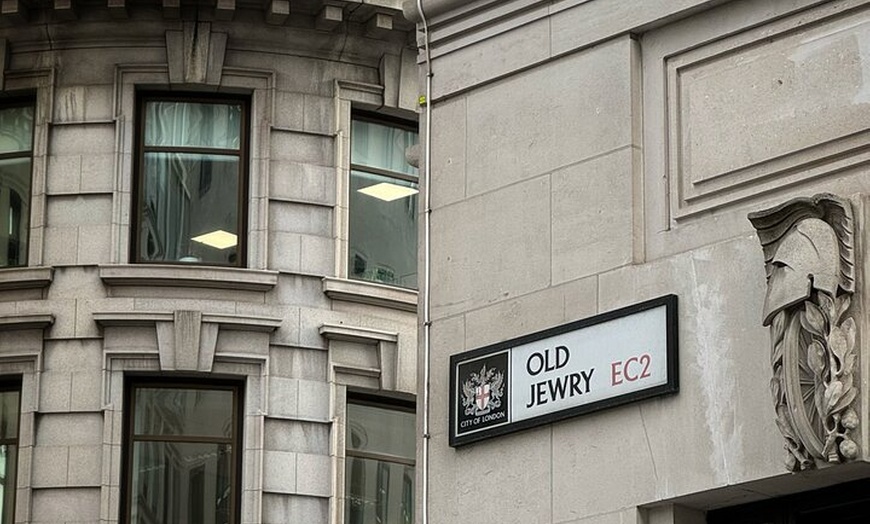 OLD
JEWRY EC2
CITY OF LONDON